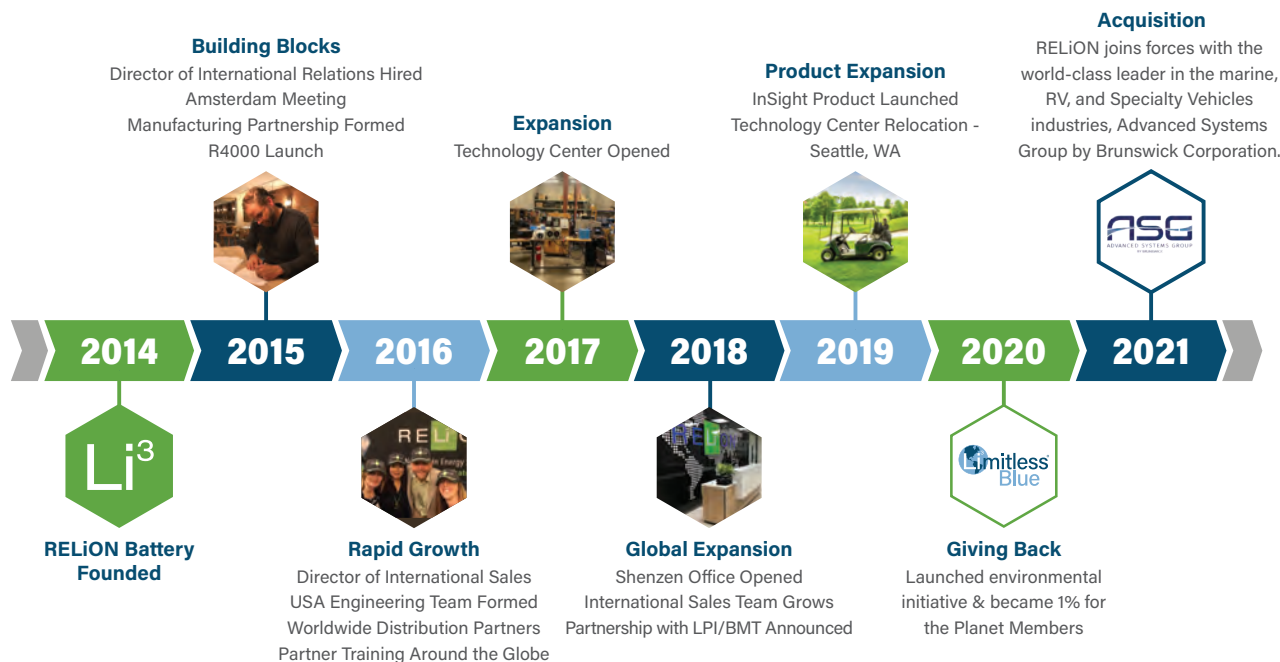 Building Blocks
Director of International Relations Hired
Amsterdam Meeting
Manufacturing Partnership Formed
R4000 Launch
Expansion
Technology Center Opened
Product Expansion
InSight Product Launched
Technology Center Relocation -
Seattle, WA
Acquisition
RELiON joins forces with the
world-class leader in the marine,
RV, and Specialty Vehicles
industries, Advanced Systems
Group by Brunswick Corporation.
ASG
ADVANCED SYSTEMS GROUP
BY BRUNSWICK
2014
2015
2016
2017
2018
2019
2020
2021
Li³
RELiON Battery
Founded
RELiO
Energy
Rapid Growth
Director of International Sales
USA Engineering Team Formed
Worldwide Distribution Partners
Partner Training Around the Globe
RELiON
Global Expansion
Shenzen Office Opened
International Sales Team Grows
Partnership with LPI/BMT Announced
Limitless
Blue
Giving Back
Launched environmental
initiative & became 1% for
the Planet Members